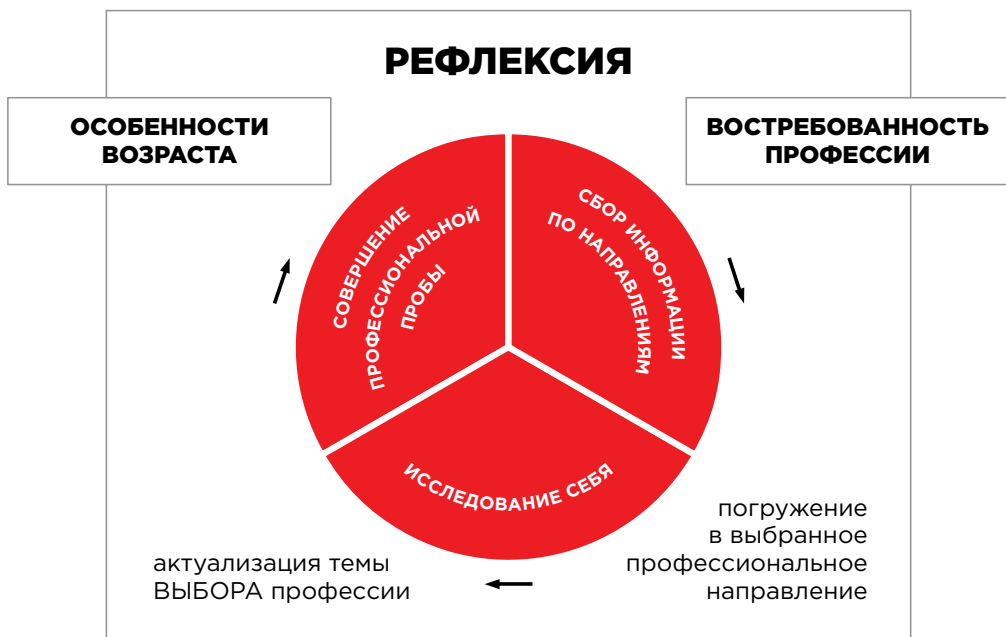 РЕФЛЕКСИЯ
ОСОБЕННОСТИ
ВОЗРАСТА
ВОСТРЕБОВАННОСТЬ
ПРОФЕССИИ
СОВЕРШЕНИЕ
ПРОФЕССИОНАЛЬНОЙ
ПРОБЫ
СБОР ИНФОРМАЦИИ
ПО НАПРАВЛЕНИЯМ
ИССЛЕДОВАНИЕ СЕБЯ
актуализация темы
ВЫБОРА профессии
погружение
в выбранное
профессиональное
направление